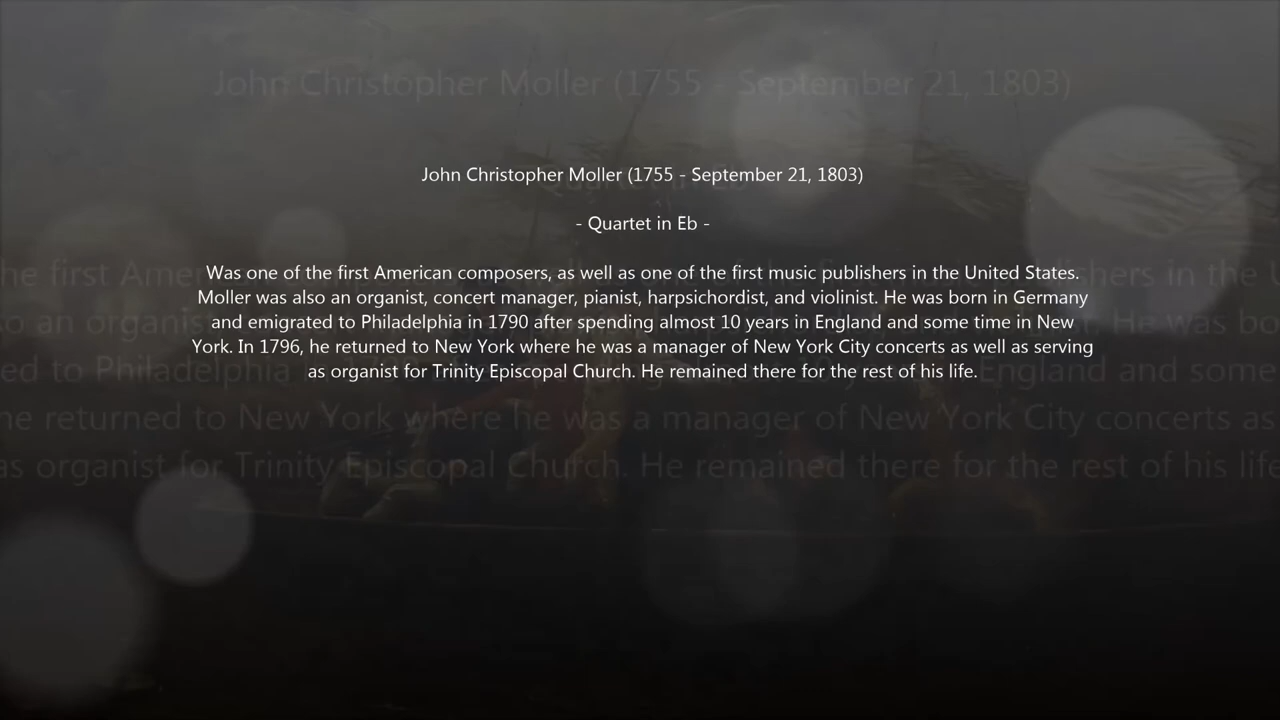 John Christopher Moller (1755 - September 21, 1803)
- Quartet in Eb -
Was one of the first American composers, as well as one of the first music publishers in the United States.
Moller was also an organist, concert manager, pianist, harpsichordist, and violinist. He was born in Germany
and emigrated to Philadelphia in 1790 after spending almost 10 years in England and some time in New
York. In 1796, he returned to New York where he was a manager of New York City concerts as well as serving
as organist for Trinity Episcopal Church. He remained there for the rest of his life.